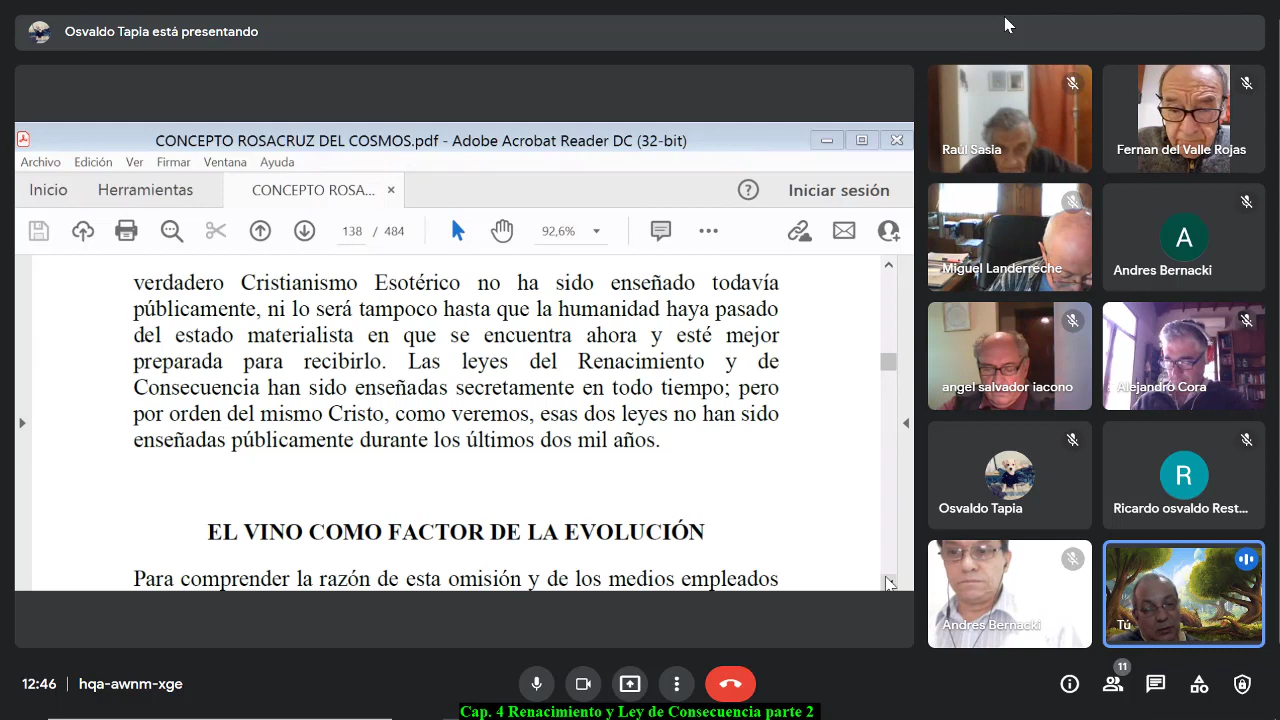 Osvaldo Tapia está presentando
CONCEPTO ROSACRUZ DEL COSMOS.pdf - Adobe Acrobat Reader DC (32-bit)
Archivo Edición Ver Firmar Ventana Ayuda
Inicio Herramientas CONCEPTO ROSA... × ? Iniciar sesión
138 / 484 92,6%
verdadero Cristianismo Esotérico no ha sido enseñado todavía
públicamente, ni lo será tampoco hasta que la humanidad haya pasado
del estado materialista en que se encuentra ahora y esté mejor
preparada para recibirlo. Las leyes del Renacimiento y de
Consecuencia han sido enseñadas secretamente en todo tiempo; pero
por orden del mismo Cristo, como veremos, esas dos leyes no han sido
enseñadas públicamente durante los últimos dos mil años.
EL VINO COMO FACTOR DE LA EVOLUCIÓN
Para comprender la razón de esta omisión y de los medios empleados
Raúl Sasia
Fernan del Valle Rojas
Miguel Landerreche
A
Andres Bernacki
angel salvador iacono
Alejandro Cora
Osvaldo Tapia
R
Ricardo osvaldo Rest...
Andres Bernacki
Tú
12:46 | hqa-awnm-xge
11
Cap. 4 Renacimiento y Ley de Consecuencia parte 2